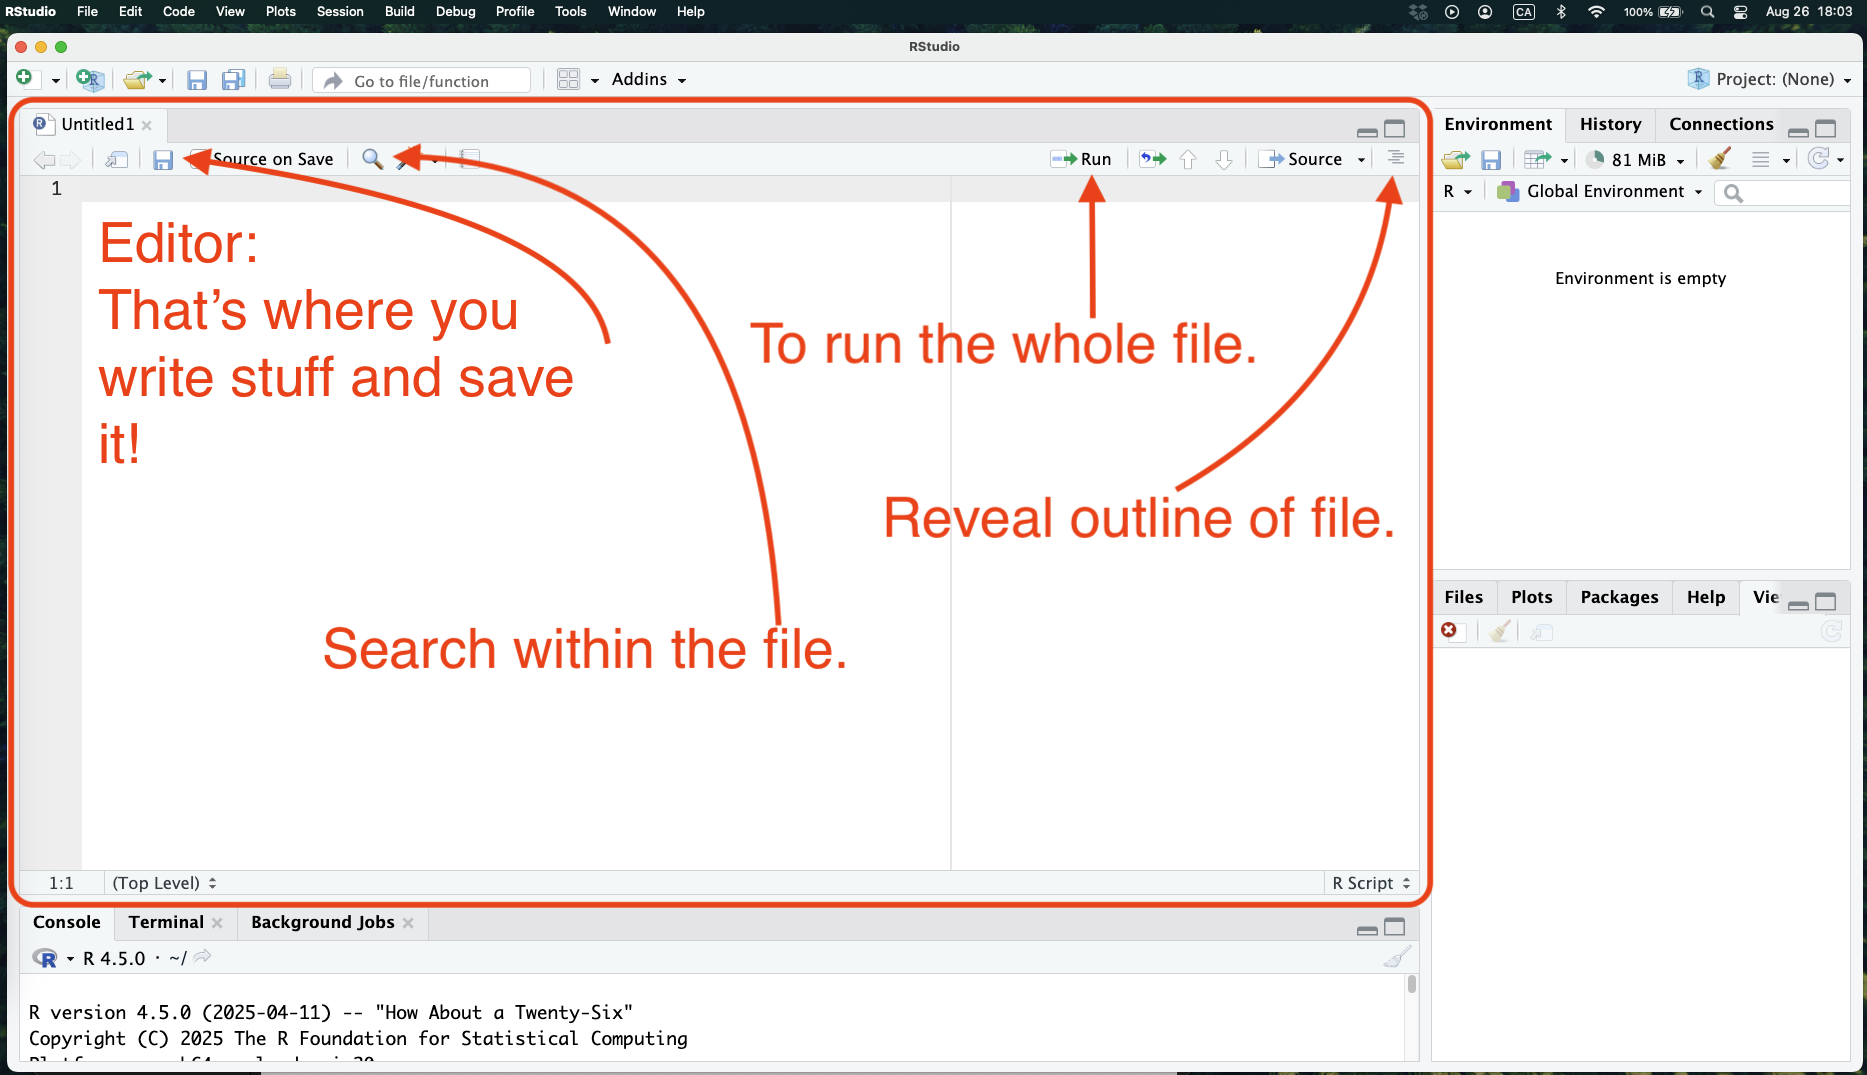 RStudio File Edit Code View Plots Session Build Debug Profile Tools Window Help CA 100% Aug 26 18:03
RStudio
Go to file/function Addins Project: (None)
Untitled1
Source on Save Run Source
1
Editor:
That’s where you
write stuff and save
it!
To run the whole file.
Reveal outline of file.
Search within the file.
1:1 (Top Level) R Script
Console Terminal Background Jobs
R 4.5.0 · ~/
R version 4.5.0 (2025-04-11) -- "How About a Twenty-Six"
Copyright (C) 2025 The R Foundation for Statistical Computing
Environment History Connections
81 MiB
R Global Environment
Environment is empty
Files Plots Packages Help Vie